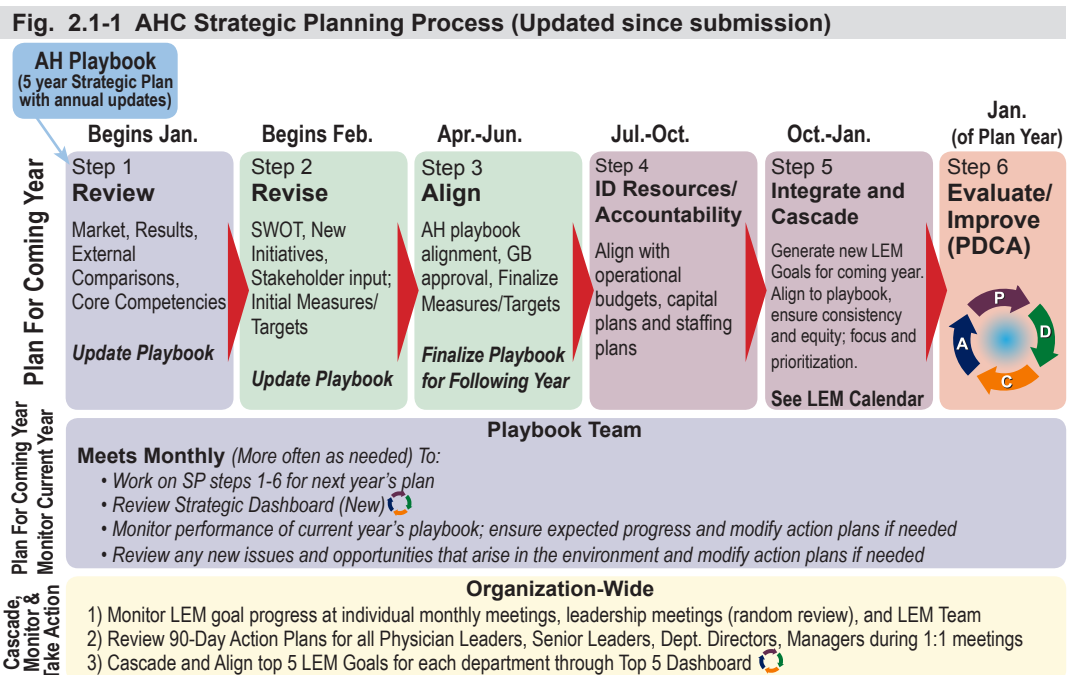 Fig. 2.1-1 AHC Strategic Planning Process (Updated since submission)
AH Playbook
(5 year Strategic Plan
with annual updates)
Begins Jan.
Begins Feb.
Apr.-Jun.
Jul.-Oct.
Oct.-Jan.
Jan.
(of Plan Year)
Plan For Coming Year
Step 1
Review
Market, Results,
External
Comparisons,
Core Competencies
Update Playbook
Step 2
Revise
SWOT, New
Initiatives,
Stakeholder input;
Initial Measures/
Targets
Update Playbook
Step 3
Align
AH playbook
alignment, GB
approval, Finalize
Measures/Targets
Finalize Playbook
for Following Year
Step 4
ID Resources/
Accountability
Align with
operational
budgets, capital
plans and staffing
plans
Step 5
Integrate and
Cascade
Generate new LEM
Goals for coming year.
Align to playbook,
ensure consistency
and equity; focus and
prioritization.
See LEM Calendar
Step 6
Evaluate/
Improve
(PDCA)
P
D
C
A
Plan For Coming Year
Monitor Current Year
Playbook Team
Meets Monthly (More often as needed) To:
• Work on SP steps 1-6 for next year's plan
• Review Strategic Dashboard (New)
• Monitor performance of current year's playbook; ensure expected progress and modify action plans if needed
• Review any new issues and opportunities that arise in the environment and modify action plans if needed
Cascade,
Monitor &
Take Action
Organization-Wide
1) Monitor LEM goal progress at individual monthly meetings, leadership meetings (random review), and LEM Team
2) Review 90-Day Action Plans for all Physician Leaders, Senior Leaders, Dept. Directors, Managers during 1:1 meetings
3) Cascade and Align top 5 LEM Goals for each department through Top 5 Dashboard